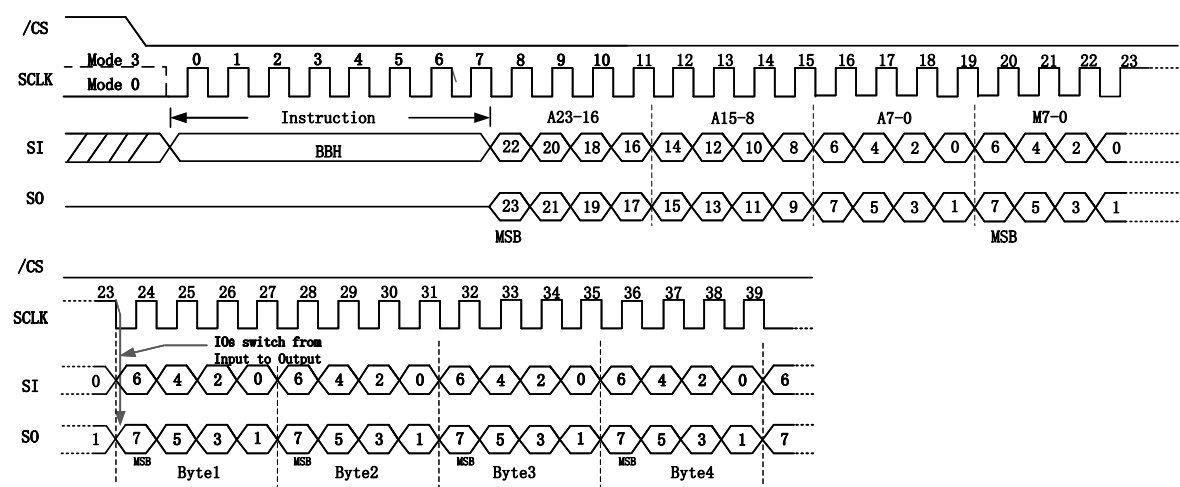 /CS
Mode 3 0 1 2 3 4 5 6 7 8 9 10 11 12 13 14 15 16 17 18 19 20 21 22 23
SCLK
Mode 0
Instruction A23-16 A15-8 A7-0 M7-0
SI BBH 22 20 18 16 14 12 10 8 6 4 2 0 6 4 2 0
SO 23 21 19 17 15 13 11 9 7 5 3 1 7 5 3 1
MSB MSB
/CS
23 24 25 26 27 28 29 30 31 32 33 34 35 36 37 38 39
SCLK
IOs switch from
Input to Output
SI 0 6 4 2 0 6 4 2 0 6 4 2 0 6 4 2 0 6
SO 1 7 5 3 1 7 5 3 1 7 5 3 1 7 5 3 1 7
MSB MSB MSB MSB
Byte1 Byte2 Byte3 Byte4